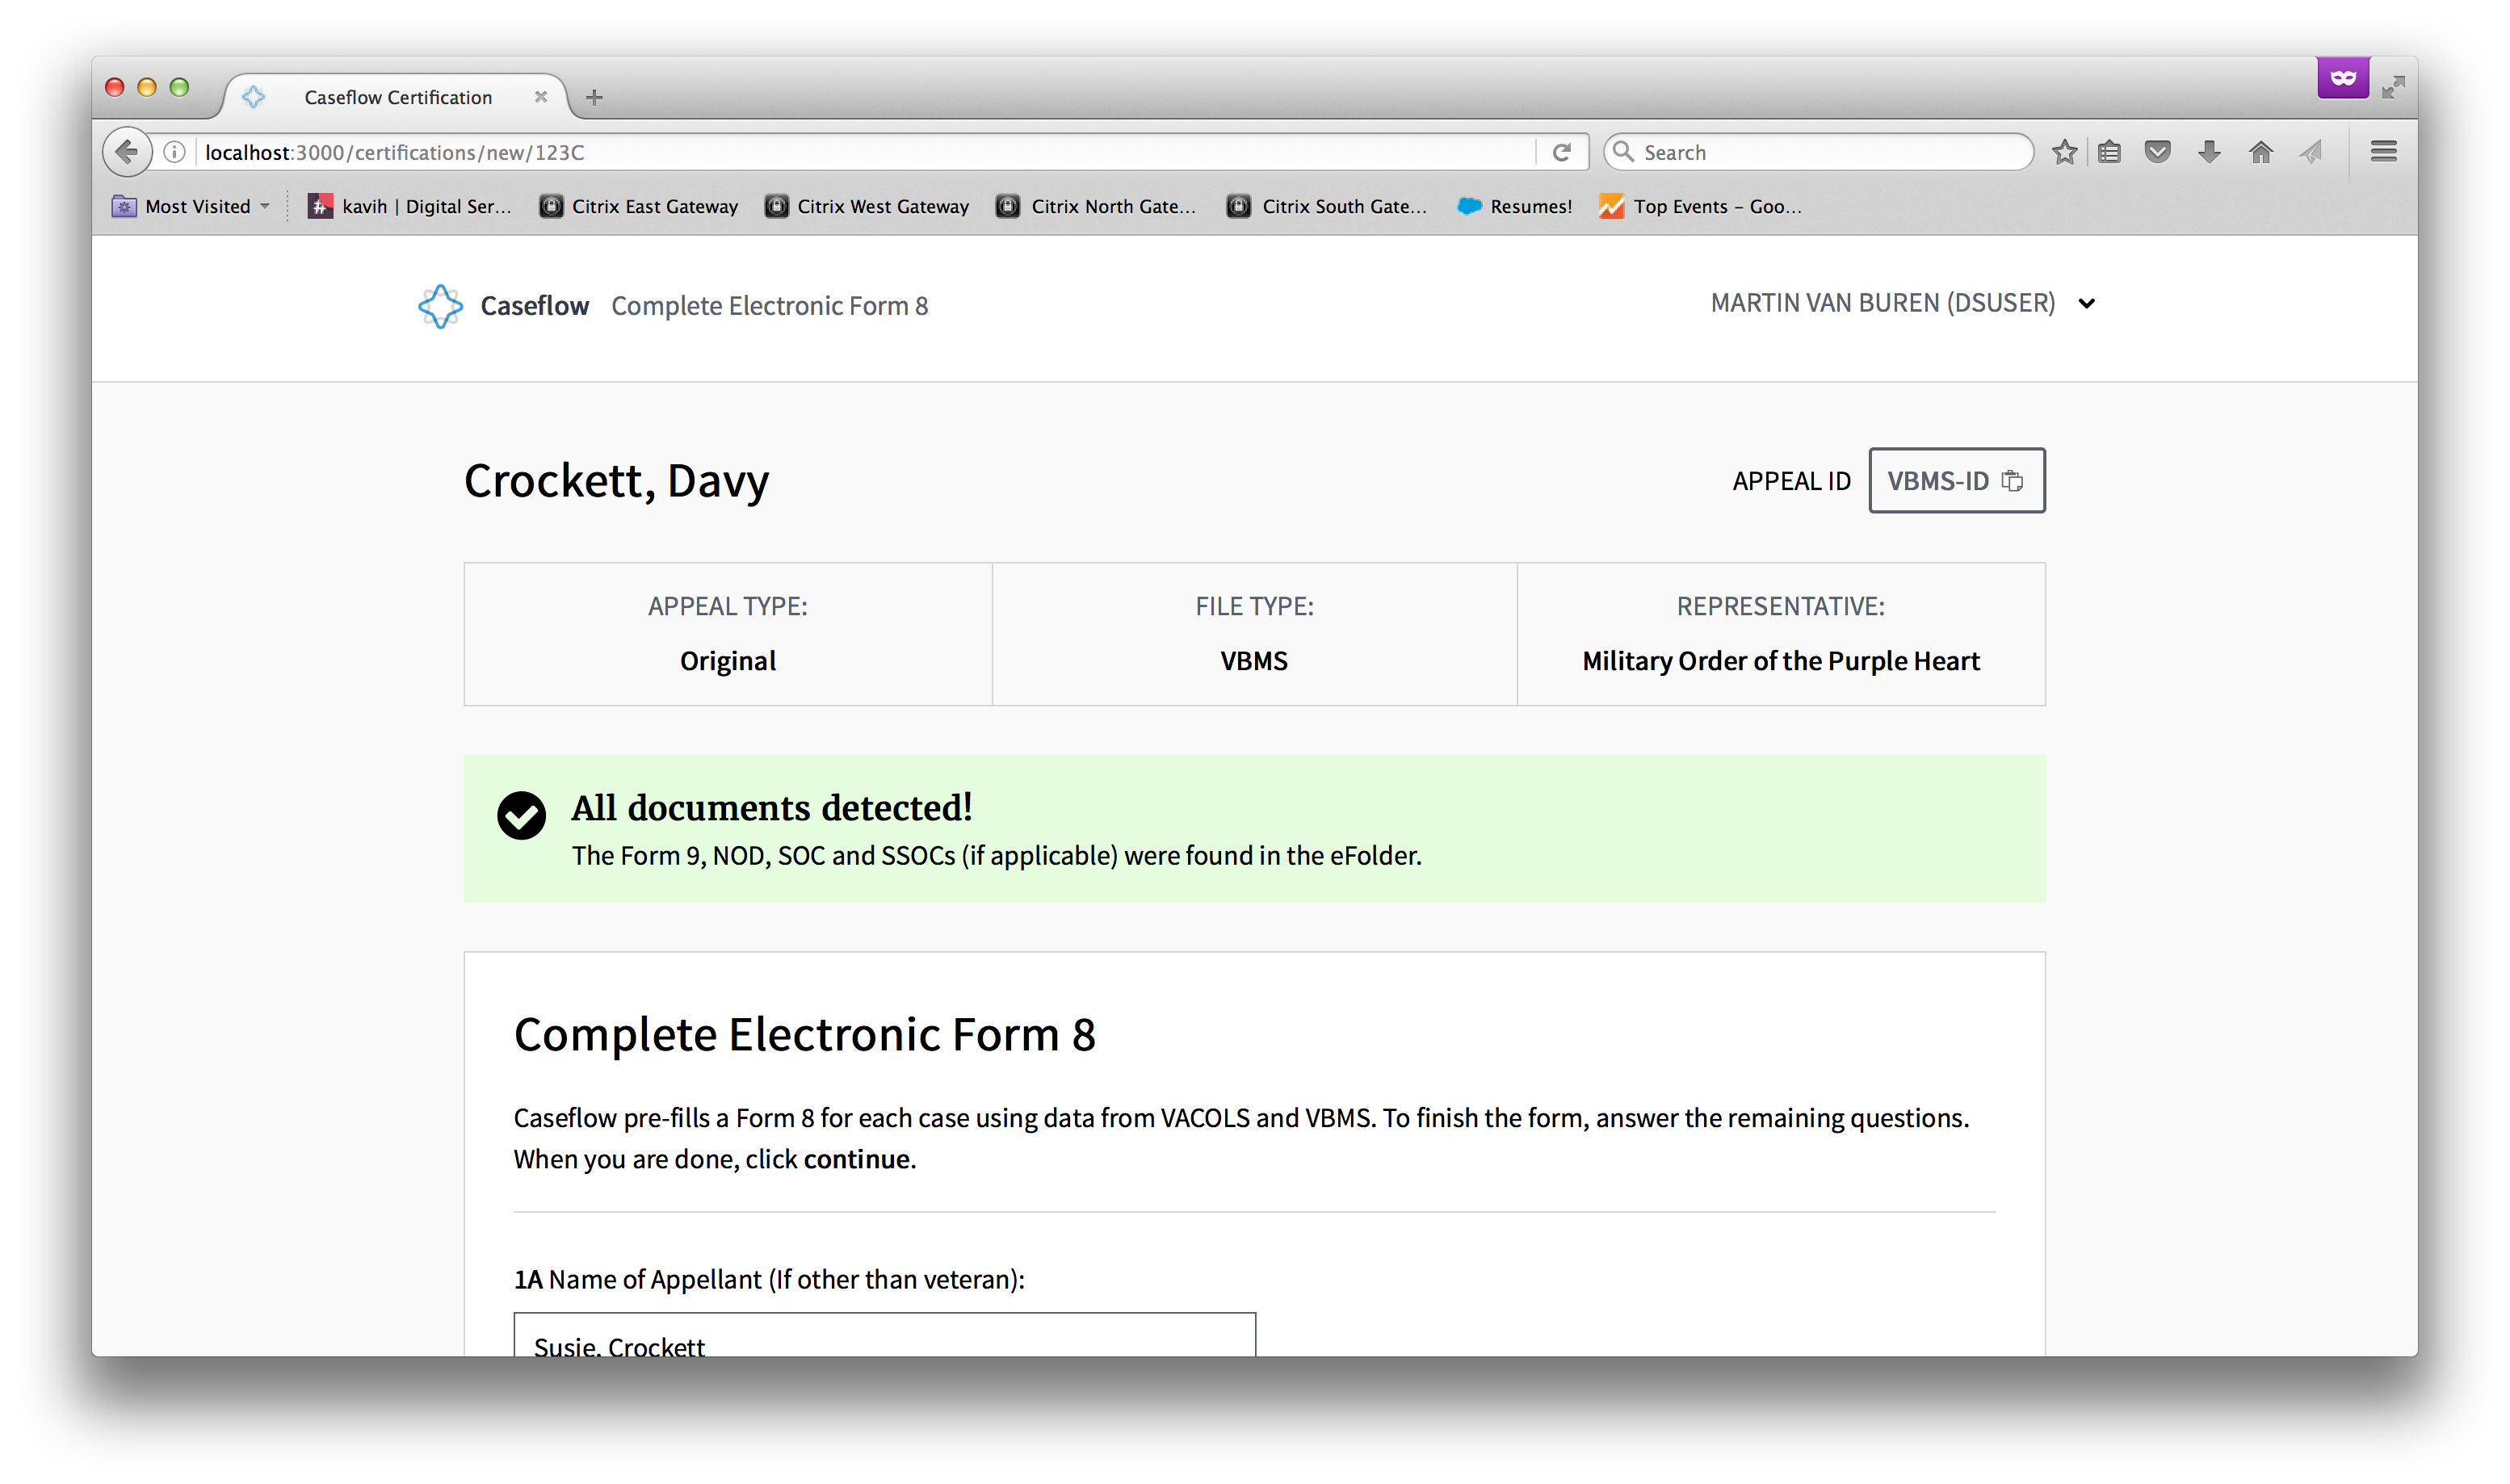 Caseflow Certification
localhost:3000/certifications/new/123C
Search
Most Visited
kavih | Digital Ser...
Citrix East Gateway
Citrix West Gateway
Citrix North Gate...
Citrix South Gate...
Resumes!
Top Events – Goo...
Caseflow Complete Electronic Form 8
MARTIN VAN BUREN (DSUSER)
Crockett, Davy
APPEAL ID VBMS-ID
APPEAL TYPE:
Original
FILE TYPE:
VBMS
REPRESENTATIVE:
Military Order of the Purple Heart
All documents detected!
The Form 9, NOD, SOC and SSOCs (if applicable) were found in the eFolder.
Complete Electronic Form 8
Caseflow pre-fills a Form 8 for each case using data from VACOLS and VBMS. To finish the form, answer the remaining questions.
When you are done, click continue.
1A Name of Appellant (If other than veteran):
Susie, Crockett